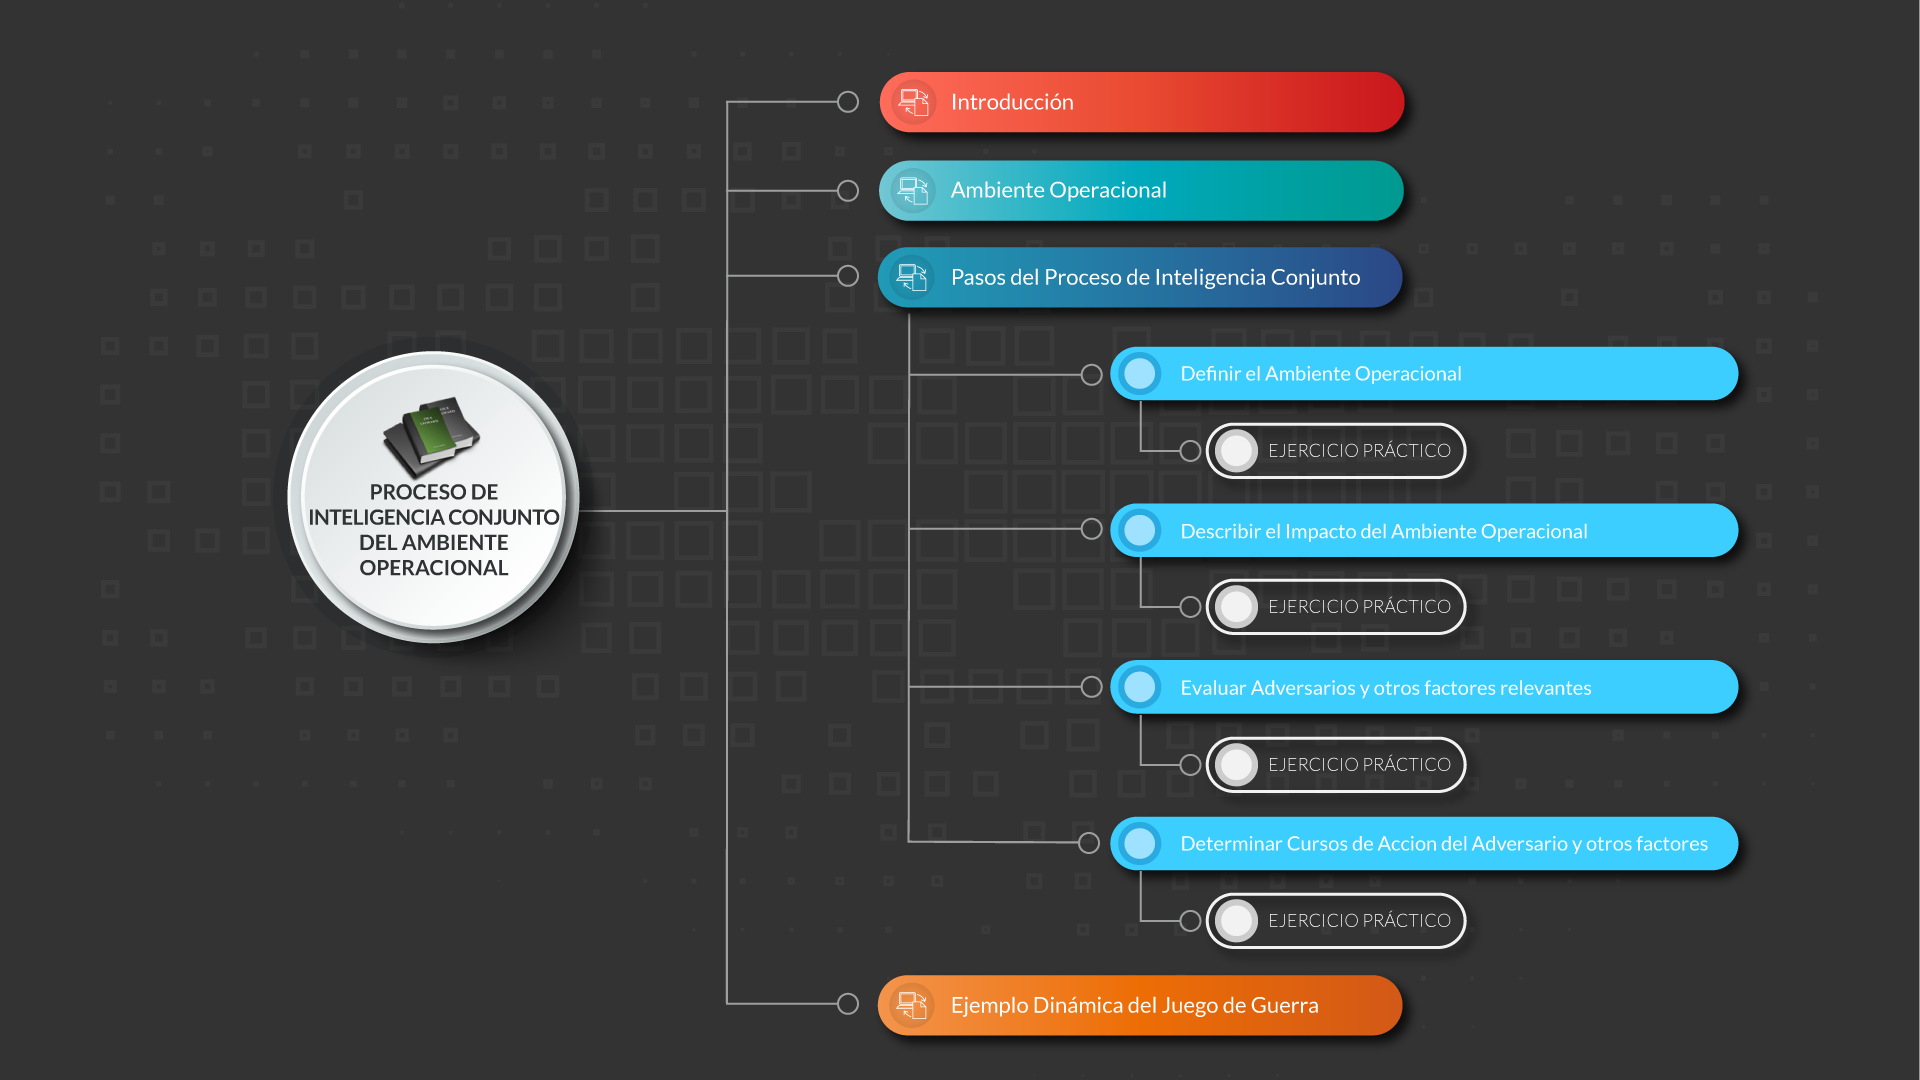 PROCESO DE
INTELIGENCIA CONJUNTO
DEL AMBIENTE
OPERACIONAL
Introducción
Ambiente Operacional
Pasos del Proceso de Inteligencia Conjunto
Definir el Ambiente Operacional
EJERCICIO PRÁCTICO
Describir el Impacto del Ambiente Operacional
EJERCICIO PRÁCTICO
Evaluar Adversarios y otros factores relevantes
EJERCICIO PRÁCTICO
Determinar Cursos de Accion del Adversario y otros factores
EJERCICIO PRÁCTICO
Ejemplo Dinámica del Juego de Guerra